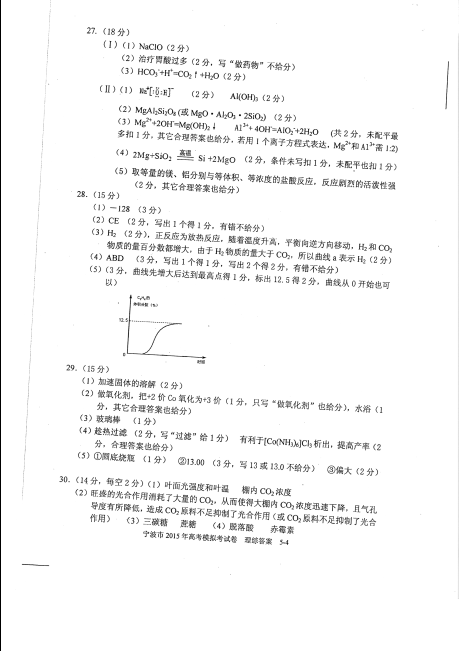 27.（18分）
（Ⅰ）（1）NaClO（2分）
（2）治疗胃酸过多（2分，写“做药物”不给分）
（3）HCO₃⁻+H⁺=CO₂↑+H₂O（2分）
（Ⅱ）（1） Na⁺[:O:H]⁻ （2分） Al(OH)₃（2分）
（2）MgAl₂Si₂O₈（或 MgO·Al₂O₃·2SiO₂）（2分）
（3）Mg²⁺+2OH⁻=Mg(OH)₂↓ Al³⁺+4OH⁻=AlO₂⁻+2H₂O （共2分，未配平最
多扣1分，其它合理答案也给分，若用1个离子方程式表达，Mg²⁺和Al³⁺需1:2）
（4）2Mg+SiO₂ 高温 Si+2MgO （2分，条件未写扣1分，未配平也扣1分）
（5）取等量的镁、铝分别与等体积、等浓度的盐酸反应，反应剧烈的活泼性强
（2分，其它合理答案也给分）
28.（15分）
（1）－128 （3分）
（2）CE （2分，写出1个得1分，有错不给分）
（3）H₂（2分），正反应为放热反应，随着温度升高，平衡向逆方向移动，H₂和CO₂
物质的量百分数都增大，由于H₂物质的量大于CO₂，所以曲线a表示H₂（2分）
（4）ABD （3分，写出1个得1分，写出2个得2分，有错不给分）
（5）（3分，曲线先增大后达到最高点得1分，标出12.5得2分，曲线从0开始也可
以）
C₂H₄的
体积分数（%）
12.5
0
时间
29.（15分）
（1）加速固体的溶解（2分）
（2）做氧化剂，把+2价Co氧化为+3价（1分，只写“做氧化剂”也给分），水浴（1
分，其它合理答案也给分）
（3）玻璃棒 （1分）
（4）趁热过滤（2分，写“过滤”给1分） 有利于[Co(NH₃)₆]Cl₃析出，提高产率（2
分，合理答案也给分）
（5）①圆底烧瓶 （1分） ②13.00 （3分，写13或13.0不给分） ③偏大（2分）
30.（14分，每空2分）（1）叶面光强度和叶温 棚内CO₂浓度
（2）旺盛的光合作用消耗了大量的CO₂，从而使得大棚内CO₂浓度迅速下降，且气孔
导度有所降低，造成CO₂原料不足抑制了光合作用（或CO₂原料不足抑制了光合
作用） （3）三碳糖 蔗糖 （4）脱落酸 赤霉素
宁波市2015年高考模拟考试卷 理综答案 5-4